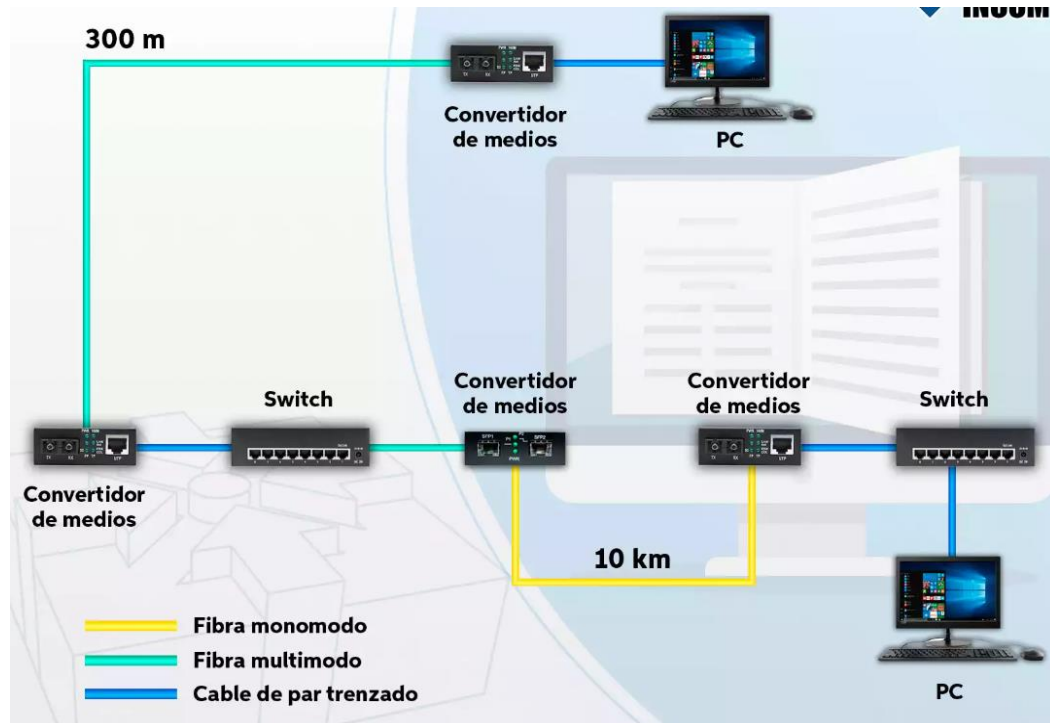 300 m
Convertidor
de medios
PC
Switch
Convertidor
de medios
Convertidor
de medios
Switch
Convertidor
de medios
10 km
Fibra monomodo
Fibra multimodo
Cable de par trenzado
PC